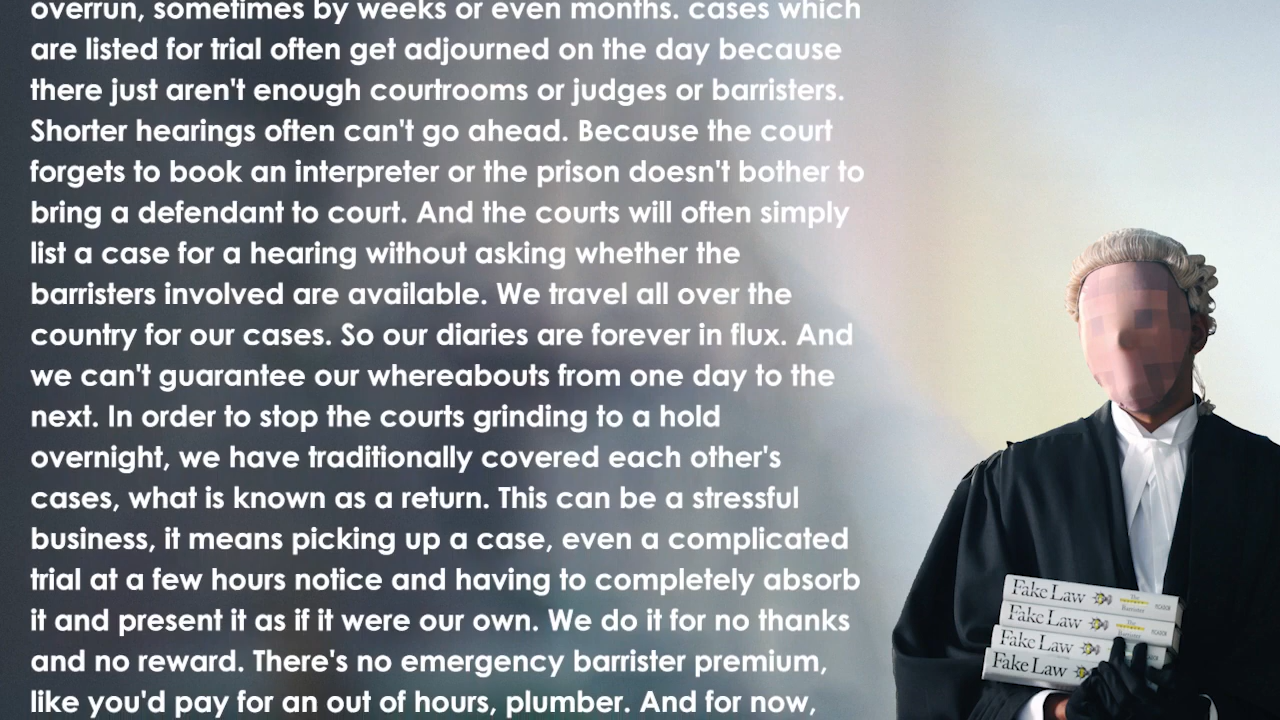 overrun, sometimes by weeks or even months. cases which
are listed for trial often get adjourned on the day because
there just aren't enough courtrooms or judges or barristers.
Shorter hearings often can't go ahead. Because the court
forgets to book an interpreter or the prison doesn't bother to
bring a defendant to court. And the courts will often simply
list a case for a hearing without asking whether the
barristers involved are available. We travel all over the
country for our cases. So our diaries are forever in flux. And
we can't guarantee our whereabouts from one day to the
next. In order to stop the courts grinding to a hold
overnight, we have traditionally covered each other's
cases, what is known as a return. This can be a stressful
business, it means picking up a case, even a complicated
trial at a few hours notice and having to completely absorb
it and present it as if it were our own. We do it for no thanks
and no reward. There's no emergency barrister premium,
like you'd pay for an out of hours, plumber. And for now,
Fake Law
Fake Law
Fake Law
Fake Law